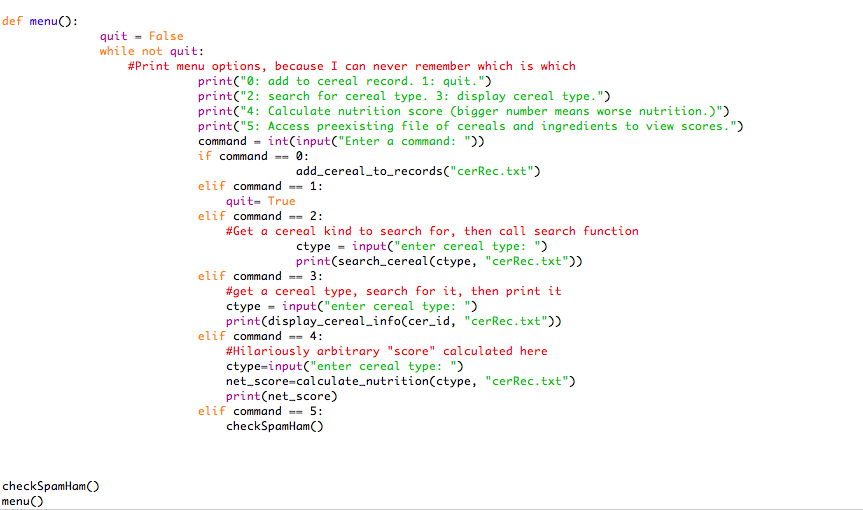 def menu():
quit = False
while not quit:
#Print menu options, because I can never remember which is which
print("0: add to cereal record. 1: quit.")
print("2: search for cereal type. 3: display cereal type.")
print("4: Calculate nutrition score (bigger number means worse nutrition.)")
print("5: Access preexisting file of cereals and ingredients to view scores.")
command = int(input("Enter a command: "))
if command == 0:
add_cereal_to_records("cerRec.txt")
elif command == 1:
quit= True
elif command == 2:
#Get a cereal kind to search for, then call search function
ctype = input("enter cereal type: ")
print(search_cereal(ctype, "cerRec.txt"))
elif command == 3:
#get a cereal type, search for it, then print it
ctype = input("enter cereal type: ")
print(display_cereal_info(cer_id, "cerRec.txt"))
elif command == 4:
#Hilariously arbitrary "score" calculated here
ctype=input("enter cereal type: ")
net_score=calculate_nutrition(ctype, "cerRec.txt")
print(net_score)
elif command == 5:
checkSpamHam()
checkSpamHam()
menu()